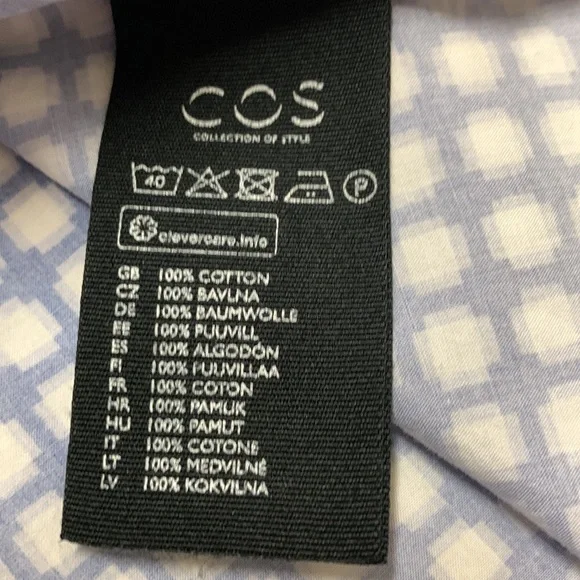 COS
COLLECTION OF STYLE
40 P
clevercare.info
GB 100% COTTON
CZ 100% BAVLNA
DE 100% BAUMWOLLE
EE 100% PUUVILL
ES 100% ALGODÓN
FI 100% PUUVILLAA
FR 100% COTON
HR 100% PAMUK
HU 100% PAMUT
IT 100% COTONE
LT 100% MEDVILNĖ
LV 100% KOKVILNA